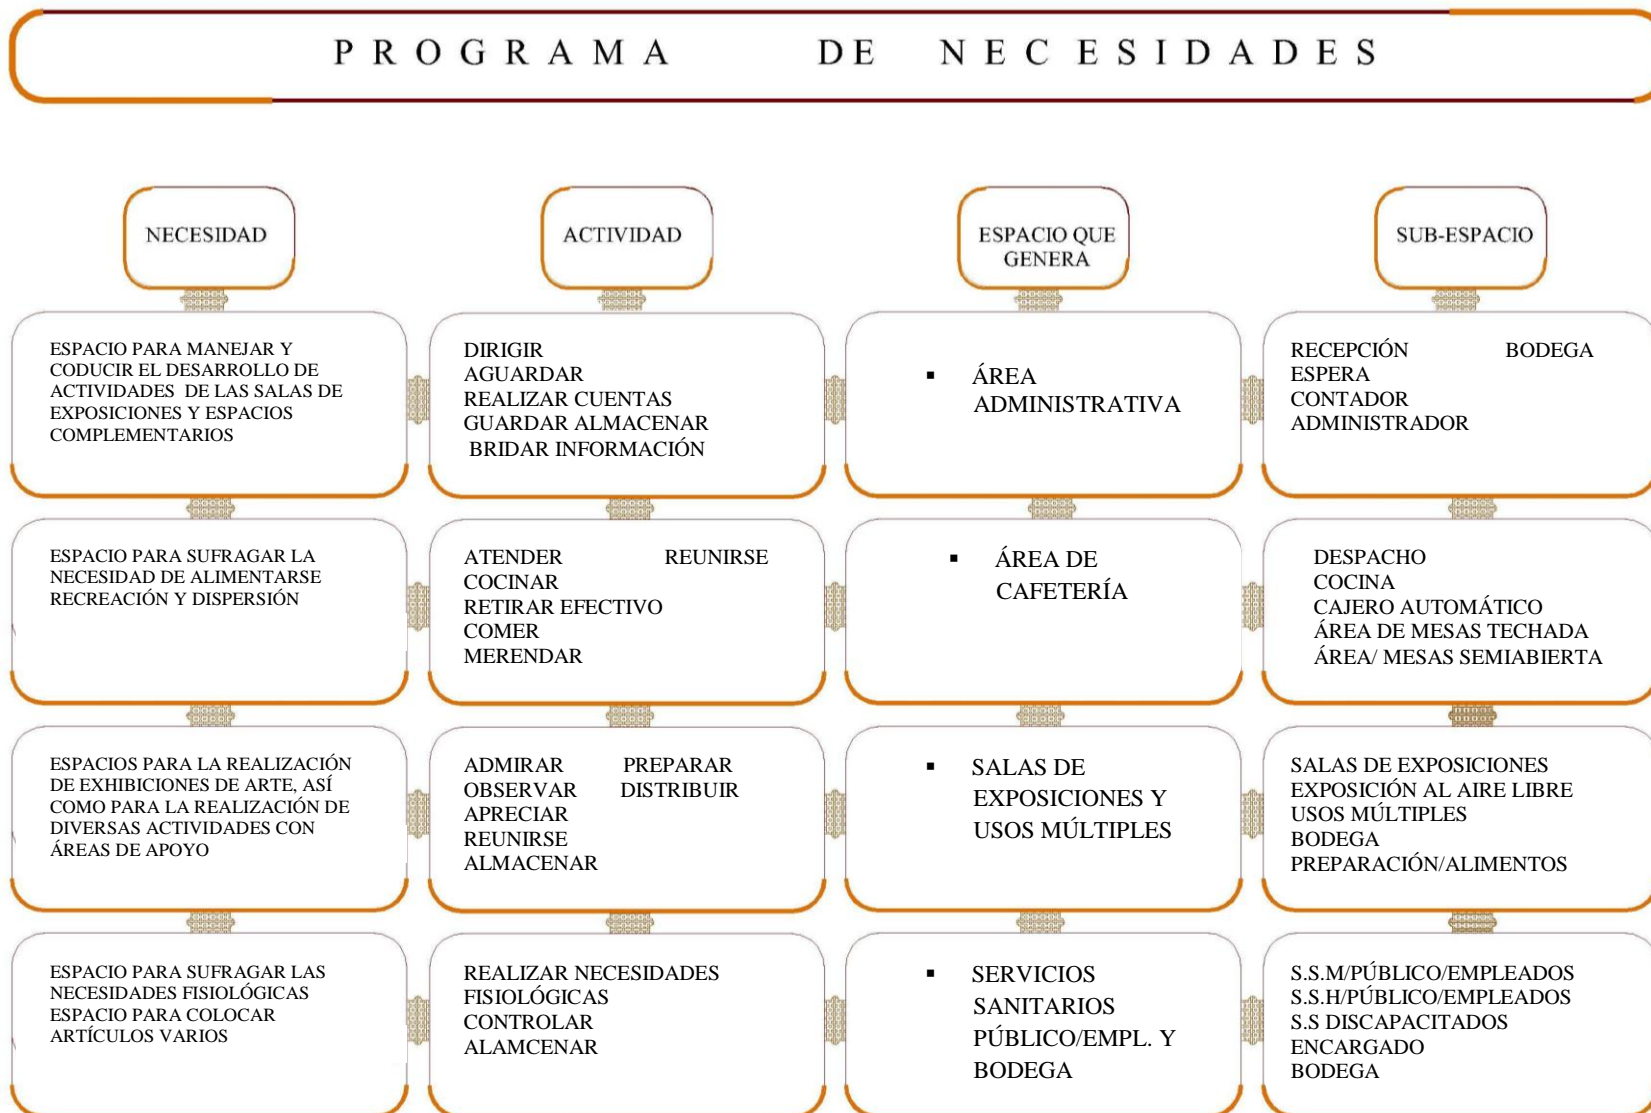 PROGRAMA DE NECESIDADES
NECESIDAD
ACTIVIDAD
ESPACIO QUE
GENERA
SUB-ESPACIO
ESPACIO PARA MANEJAR Y
CODUCIR EL DESARROLLO DE
ACTIVIDADES DE LAS SALAS DE
EXPOSICIONES Y ESPACIOS
COMPLEMENTARIOS
DIRIGIR
AGUARDAR
REALIZAR CUENTAS
GUARDAR ALMACENAR
BRIDAR INFORMACIÓN
▪ ÁREA
ADMINISTRATIVA
RECEPCIÓN BODEGA
ESPERA
CONTADOR
ADMINISTRADOR
ESPACIO PARA SUFRAGAR LA
NECESIDAD DE ALIMENTARSE
RECREACIÓN Y DISPERSIÓN
ATENDER REUNIRSE
COCINAR
RETIRAR EFECTIVO
COMER
MERENDAR
▪ ÁREA DE
CAFETERÍA
DESPACHO
COCINA
CAJERO AUTOMÁTICO
ÁREA DE MESAS TECHADA
ÁREA/ MESAS SEMIABIERTA
ESPACIOS PARA LA REALIZACIÓN
DE EXHIBICIONES DE ARTE, ASÍ
COMO PARA LA REALIZACIÓN DE
DIVERSAS ACTIVIDADES CON
ÁREAS DE APOYO
ADMIRAR PREPARAR
OBSERVAR DISTRIBUIR
APRECIAR
REUNIRSE
ALMACENAR
▪ SALAS DE
EXPOSICIONES Y
USOS MÚLTIPLES
SALAS DE EXPOSICIONES
EXPOSICIÓN AL AIRE LIBRE
USOS MÚLTIPLES
BODEGA
PREPARACIÓN/ALIMENTOS
ESPACIO PARA SUFRAGAR LAS
NECESIDADES FISIOLÓGICAS
ESPACIO PARA COLOCAR
ARTÍCULOS VARIOS
REALIZAR NECESIDADES
FISIOLÓGICAS
CONTROLAR
ALAMCENAR
▪ SERVICIOS
SANITARIOS
PÚBLICO/EMPL. Y
BODEGA
S.S.M/PÚBLICO/EMPLEADOS
S.S.H/PÚBLICO/EMPLEADOS
S.S DISCAPACITADOS
ENCARGADO
BODEGA